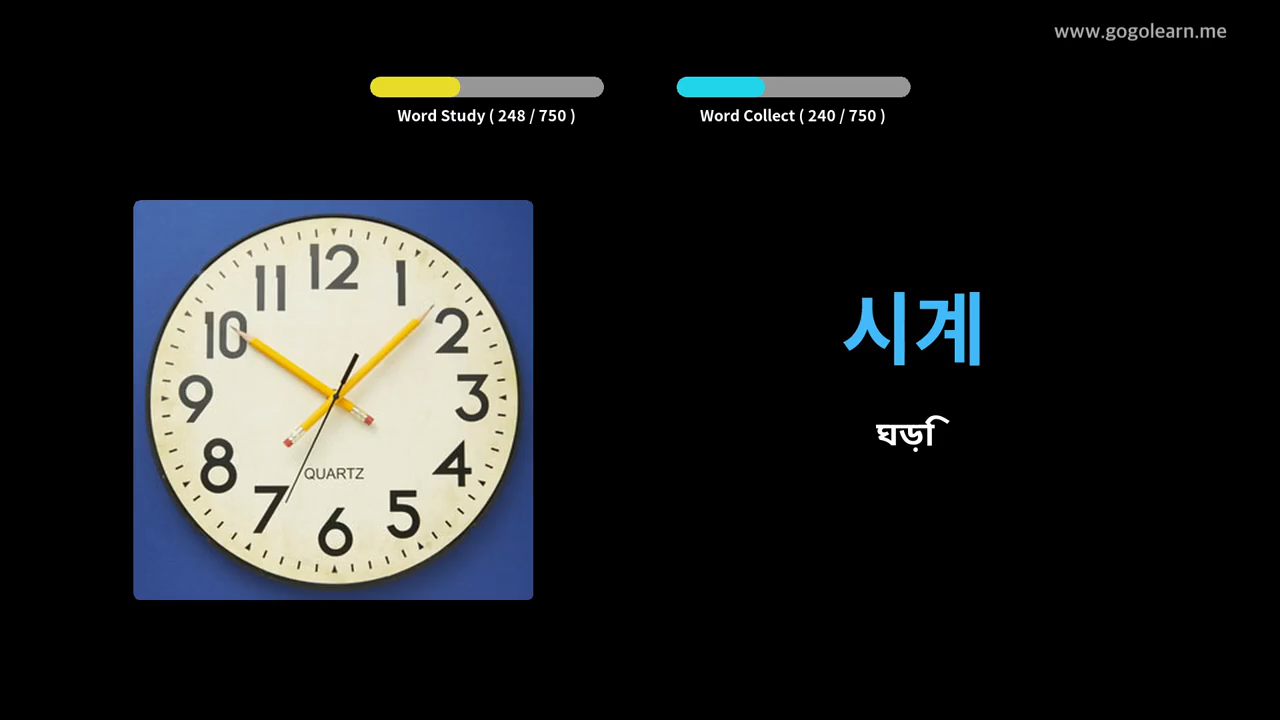 www.gogolearn.me
Word Study ( 248 / 750 )
Word Collect ( 240 / 750 )
12
1
2
3
4
5
6
7
8
9
10
11
QUARTZ
시계
ঘড়ি